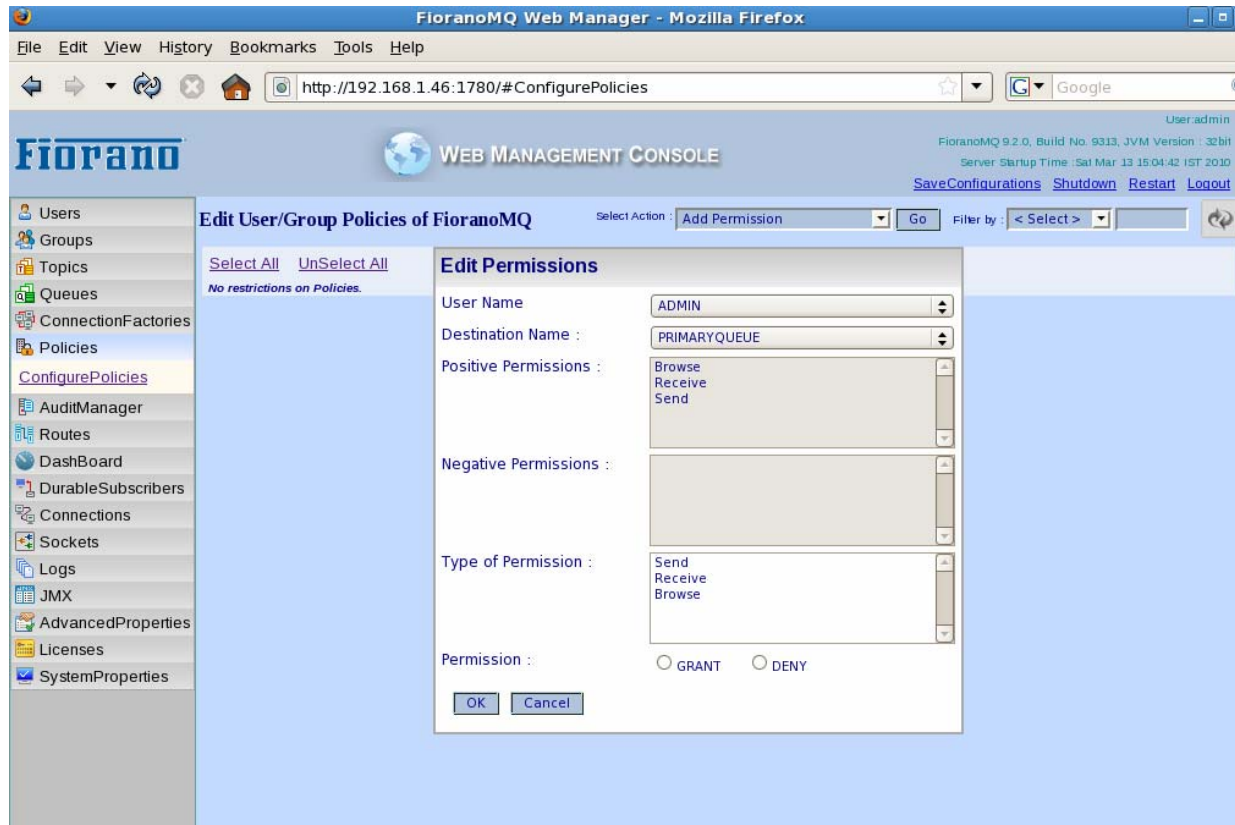 FioranoMQ Web Manager - Mozilla Firefox
File Edit View History Bookmarks Tools Help
http://192.168.1.46:1780/#ConfigurePolicies
G Google
Fiorano
WEB MANAGEMENT CONSOLE
User:admin
FioranoMQ 9.2.0, Build No. 9313, JVM Version : 32bit
Server Startup Time :Sat Mar 13 15:04:42 IST 2010
SaveConfigurations Shutdown Restart Logout
Users
Groups
Topics
Queues
ConnectionFactories
Policies
ConfigurePolicies
AuditManager
Routes
DashBoard
DurableSubscribers
Connections
Sockets
Logs
JMX
AdvancedProperties
Licenses
SystemProperties
Edit User/Group Policies of FioranoMQ
Select Action : Add Permission Go Filter by : < Select >
Select All UnSelect All
No restrictions on Policies.
Edit Permissions
User Name ADMIN
Destination Name : PRIMARYQUEUE
Positive Permissions : Browse
Receive
Send
Negative Permissions :
Type of Permission : Send
Receive
Browse
Permission : GRANT DENY
OK Cancel